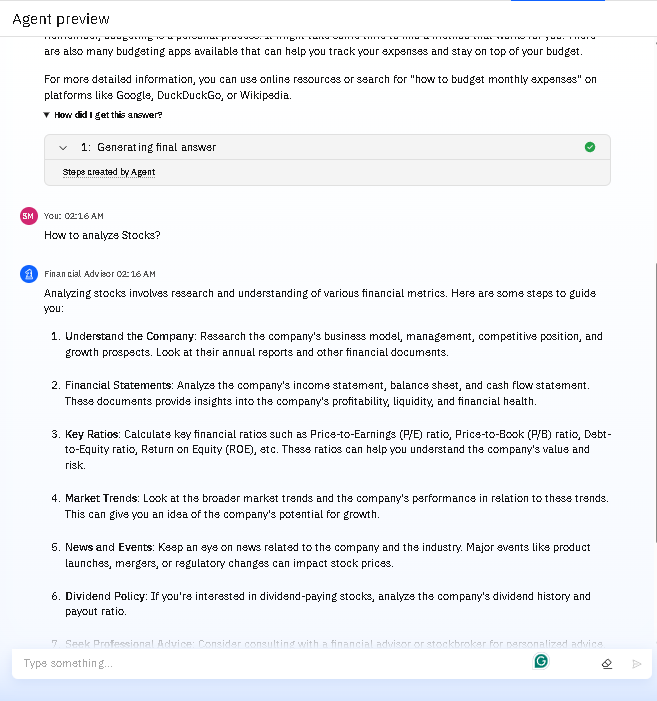 Agent preview
Remember, budgeting is a personal process. It might take some time to find a method that works for you. There
are also many budgeting apps available that can help you track your expenses and stay on top of your budget.
For more detailed information, you can use online resources or search for "how to budget monthly expenses" on
platforms like Google, DuckDuckGo, or Wikipedia.
▼ How did I get this answer?
1: Generating final answer
Steps created by Agent
SM You: 02:16 AM
How to analyze Stocks?
Financial Advisor 02:16 AM
Analyzing stocks involves research and understanding of various financial metrics. Here are some steps to guide
you:
1. Understand the Company: Research the company's business model, management, competitive position, and
growth prospects. Look at their annual reports and other financial documents.
2. Financial Statements: Analyze the company's income statement, balance sheet, and cash flow statement.
These documents provide insights into the company's profitability, liquidity, and financial health.
3. Key Ratios: Calculate key financial ratios such as Price-to-Earnings (P/E) ratio, Price-to-Book (P/B) ratio, Debt-
to-Equity ratio, Return on Equity (ROE), etc. These ratios can help you understand the company's value and
risk.
4. Market Trends: Look at the broader market trends and the company's performance in relation to these trends.
This can give you an idea of the company's potential for growth.
5. News and Events: Keep an eye on news related to the company and the industry. Major events like product
launches, mergers, or regulatory changes can impact stock prices.
6. Dividend Policy: If you're interested in dividend-paying stocks, analyze the company's dividend history and
payout ratio.
7. Seek Professional Advice: Consider consulting with a financial advisor or stockbroker for personalized advice.
Type something...